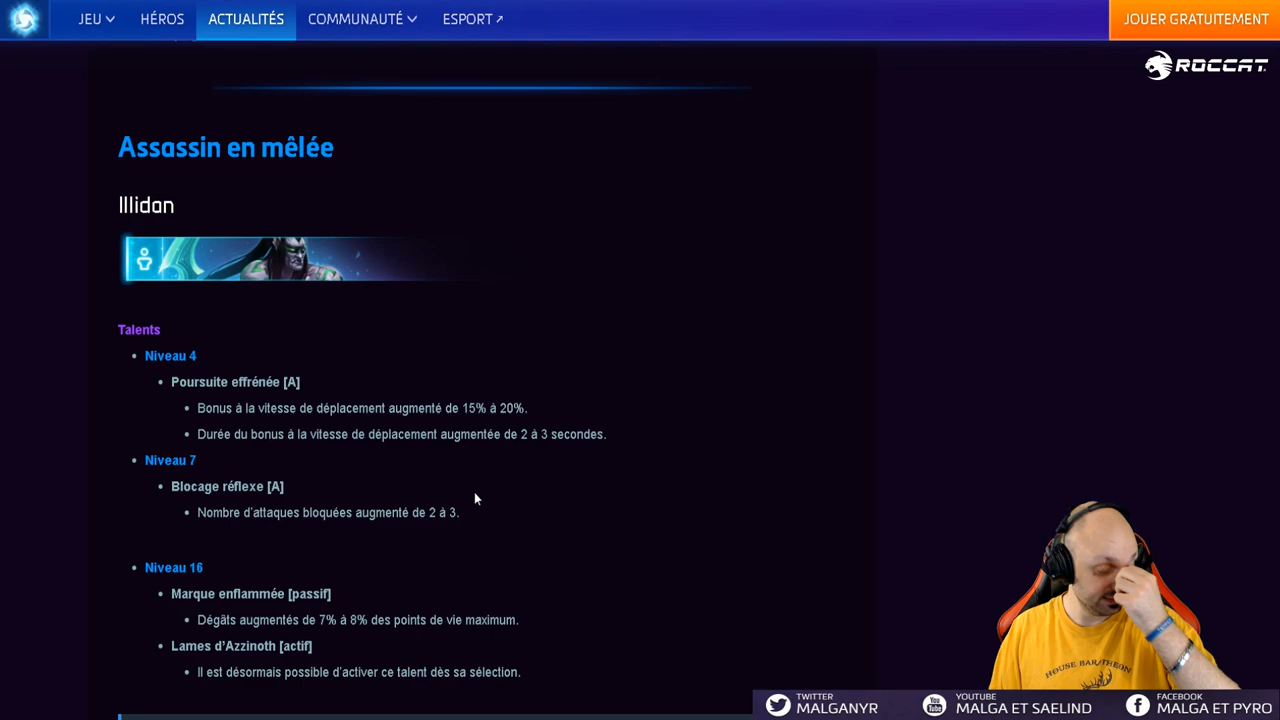 JEU HÉROS ACTUALITÉS COMMUNAUTÉ ESPORT JOUER GRATUITEMENT
ROCCAT
Assassin en mêlée
Illidan
Talents
Niveau 4
Poursuite effrénée [A]
Bonus à la vitesse de déplacement augmenté de 15% à 20%.
Durée du bonus à la vitesse de déplacement augmentée de 2 à 3 secondes.
Niveau 7
Blocage réflexe [A]
Nombre d'attaques bloquées augmenté de 2 à 3.
Niveau 16
Marque enflammée [passif]
Dégâts augmentés de 7% à 8% des points de vie maximum.
Lames d'Azzinoth [actif]
Il est désormais possible d'activer ce talent dès sa sélection.
HOUSE BARATHEON
TWITTER
MALGANYR
YOUTUBE
MALGA ET SAELIND
FACEBOOK
MALGA ET PYRO